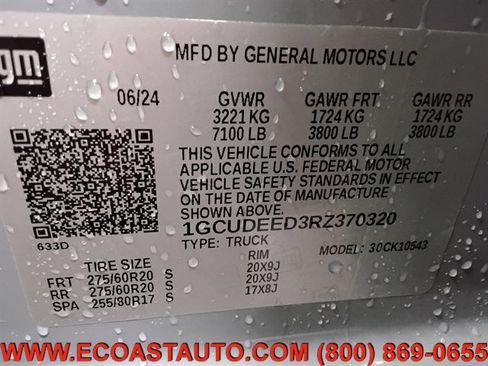 gm
MFD BY GENERAL MOTORS LLC
06/24 GVWR GAWR FRT GAWR RR
3221 KG 1724 KG 1724 KG
7100 LB 3800 LB 3800 LB
THIS VEHICLE CONFORMS TO ALL
APPLICABLE U.S. FEDERAL MOTOR
VEHICLE SAFETY STANDARDS IN EFFECT
ON THE DATE OF MANUFACTURE
SHOWN ABOVE.
1GCUDEED3RZ370320
633D
TYPE: TRUCK MODEL: 30CK10543
TIRE SIZE RIM
FRT 275/60R20 S 20X9J
RR 275/60R20 S 20X9J
SPA 255/80R17 S 17X8J
WWW.ECOASTAUTO.COM (800) 869-0655